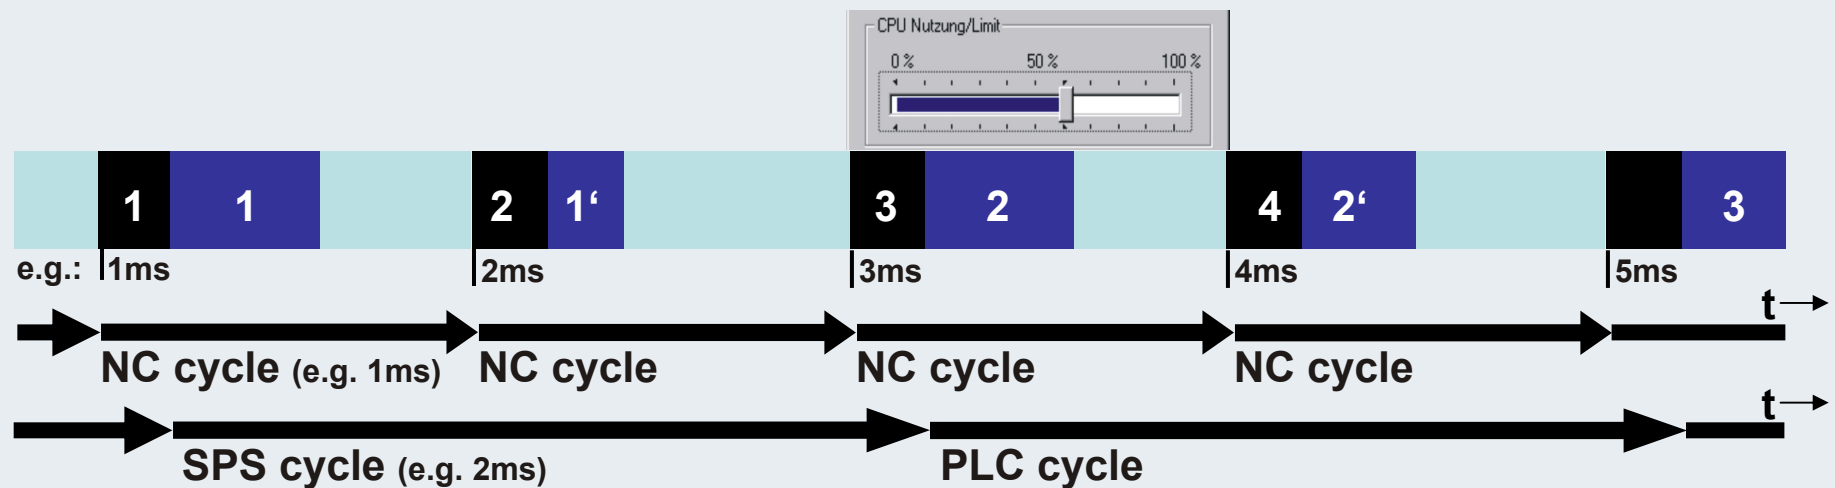 CPU Nutzung/Limit
0 % 50 % 100 %
1 1 2 1‘ 3 2 4 2‘ 3
e.g.: 1ms 2ms 3ms 4ms 5ms
t
NC cycle (e.g. 1ms) NC cycle NC cycle NC cycle
t
SPS cycle (e.g. 2ms) PLC cycle